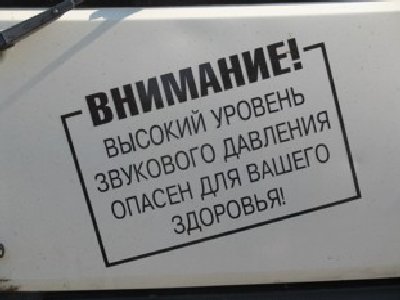 ВНИМАНИЕ!
ВЫСОКИЙ УРОВЕНЬ
ЗВУКОВОГО ДАВЛЕНИЯ
ОПАСЕН ДЛЯ ВАШЕГО
ЗДОРОВЬЯ!